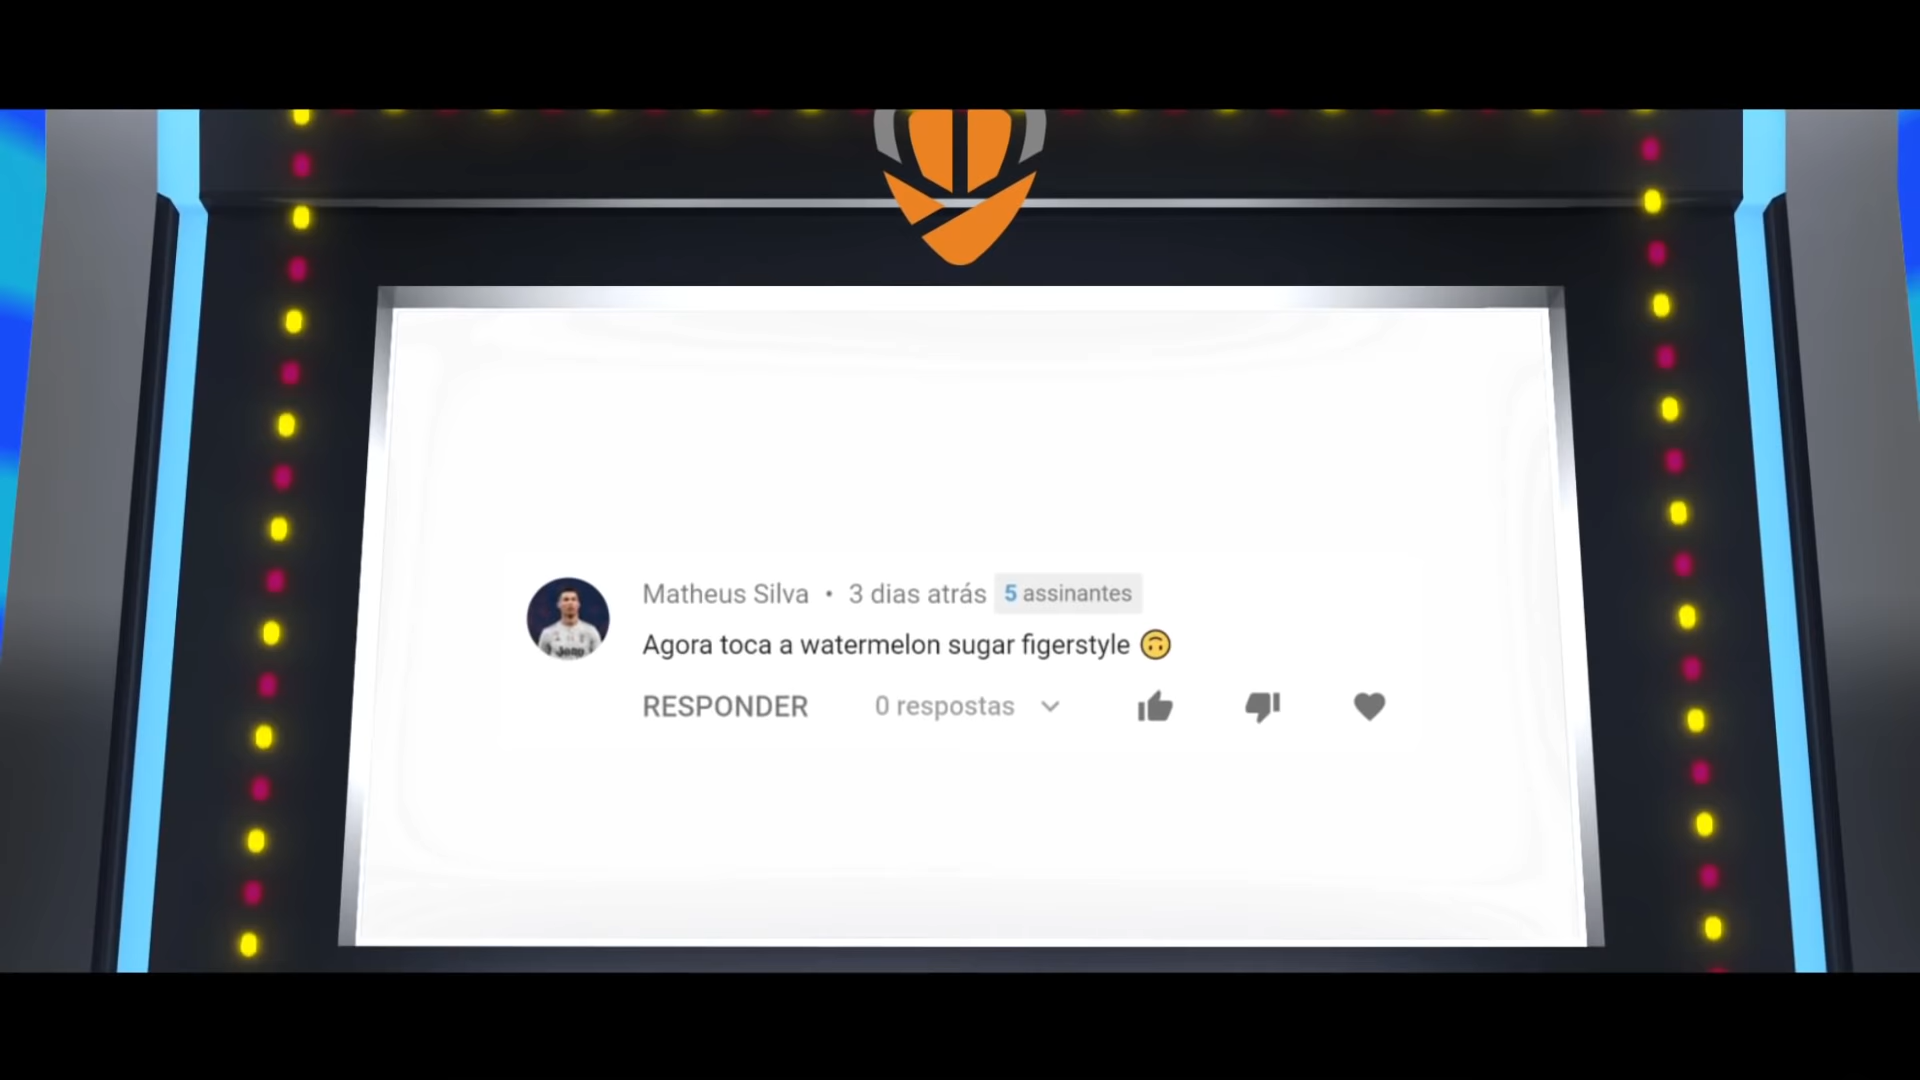 Matheus Silva • 3 dias atrás 5 assinantes
Agora toca a watermelon sugar figerstyle 🙃
RESPONDER 0 respostas